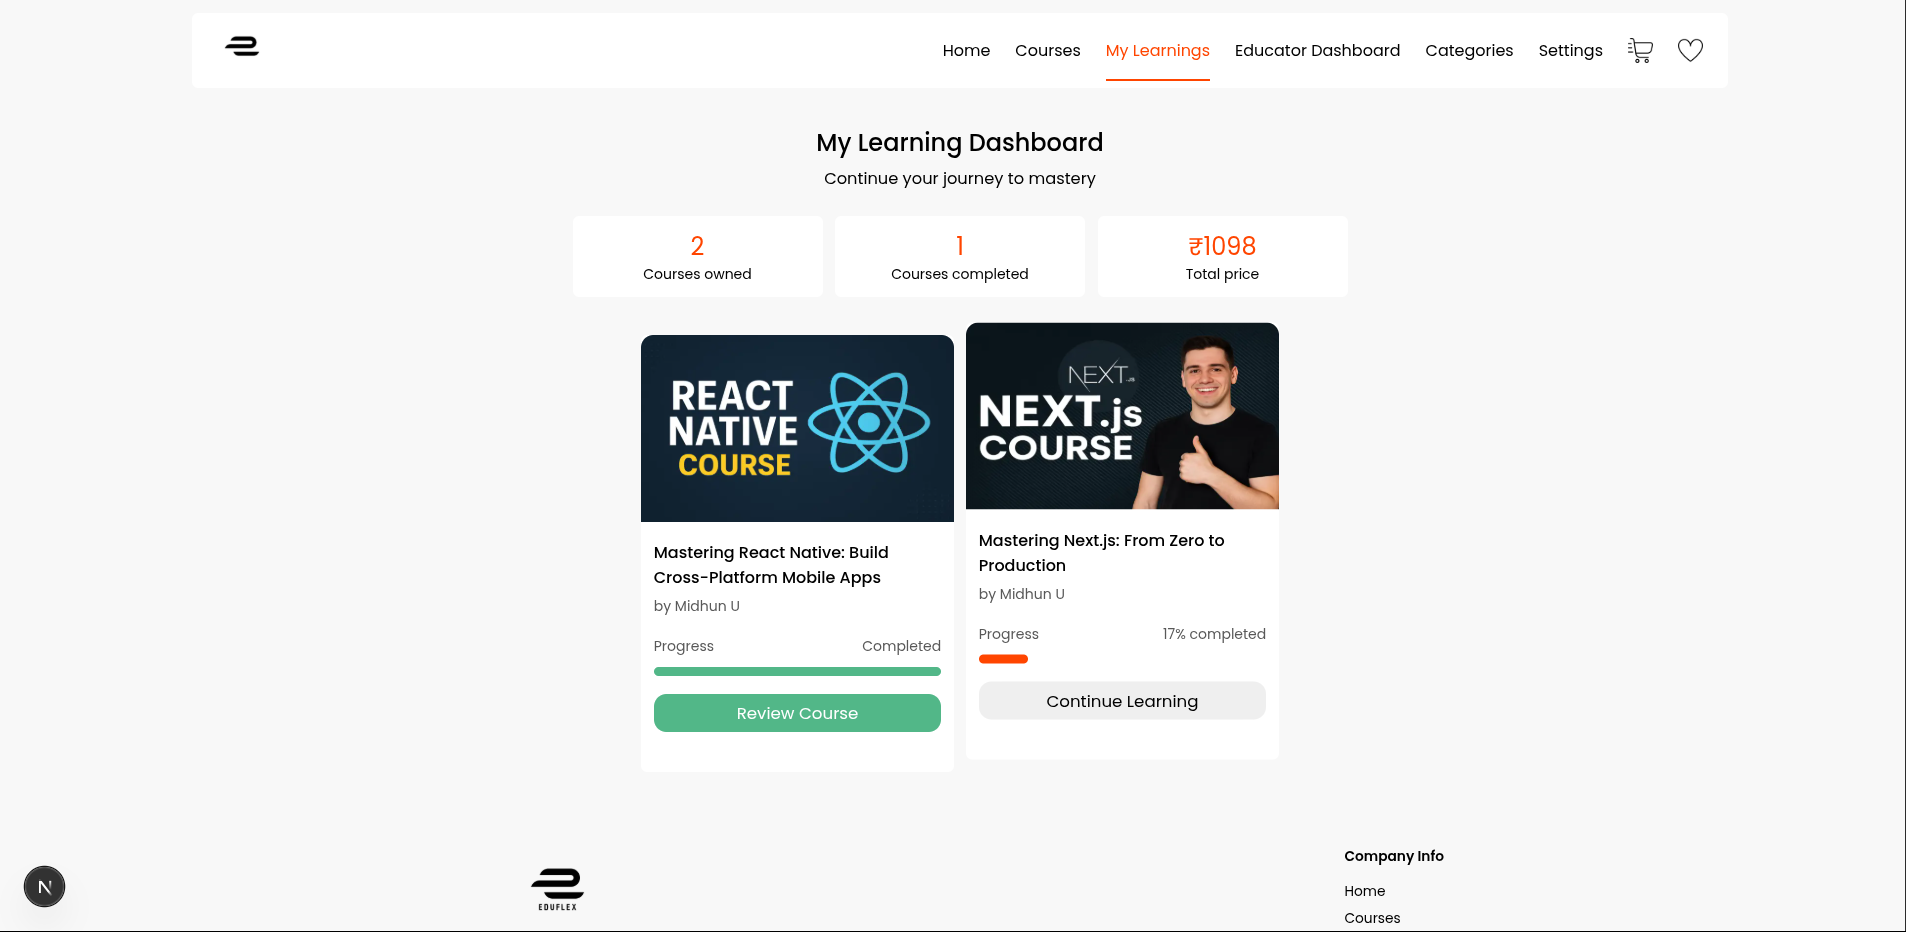 Home Courses My Learnings Educator Dashboard Categories Settings
My Learning Dashboard
Continue your journey to mastery
2
Courses owned
1
Courses completed
₹1098
Total price
REACT
NATIVE
COURSE
Mastering React Native: Build
Cross-Platform Mobile Apps
by Midhun U
Progress Completed
Review Course
NEXT.JS
NEXT.js
COURSE
Mastering Next.js: From Zero to
Production
by Midhun U
Progress 17% completed
Continue Learning
N
EDUFLEX
Company Info
Home
Courses